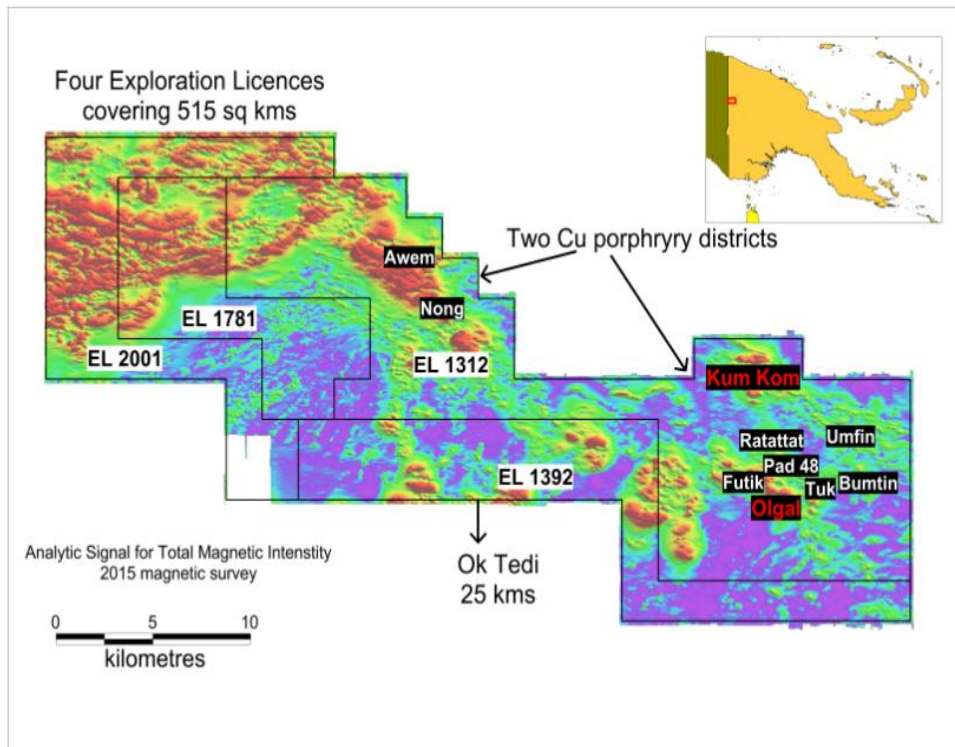 Four Exploration Licences
covering 515 sq kms
Two Cu porphryry districts
Awem
Nong
EL 1781
EL 2001
EL 1312
Kum Kom
Ratattat
Umfin
Pad 48
Futik
Tuk
Bumtin
Olgal
EL 1392
Analytic Signal for Total Magnetic Intenstity
2015 magnetic survey
Ok Tedi
25 kms
0 5 10
kilometres